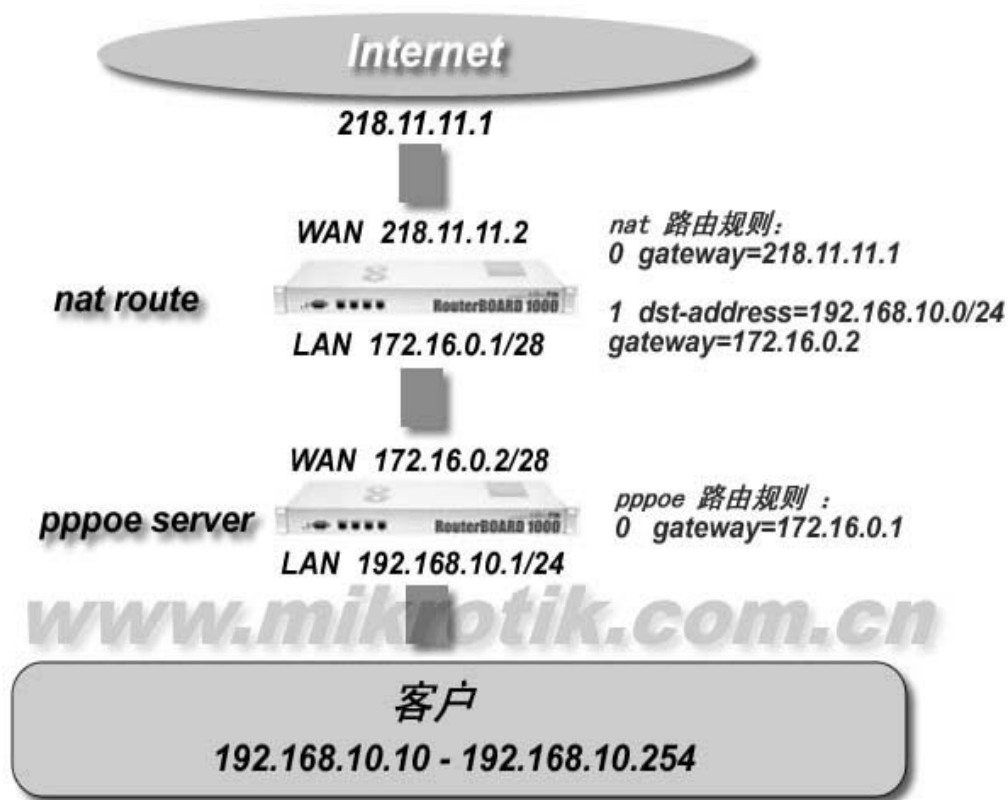 Internet
218.11.11.1
WAN 218.11.11.2
nat 路由规则：
0 gateway=218.11.11.1
nat route
RouterBOARD 1000
1 dst-address=192.168.10.0/24
gateway=172.16.0.2
LAN 172.16.0.1/28
WAN 172.16.0.2/28
pppoe server
RouterBOARD 1000
pppoe 路由规则 ：
0 gateway=172.16.0.1
LAN 192.168.10.1/24
www.mikrotik.com.cn
客户
192.168.10.10 - 192.168.10.254